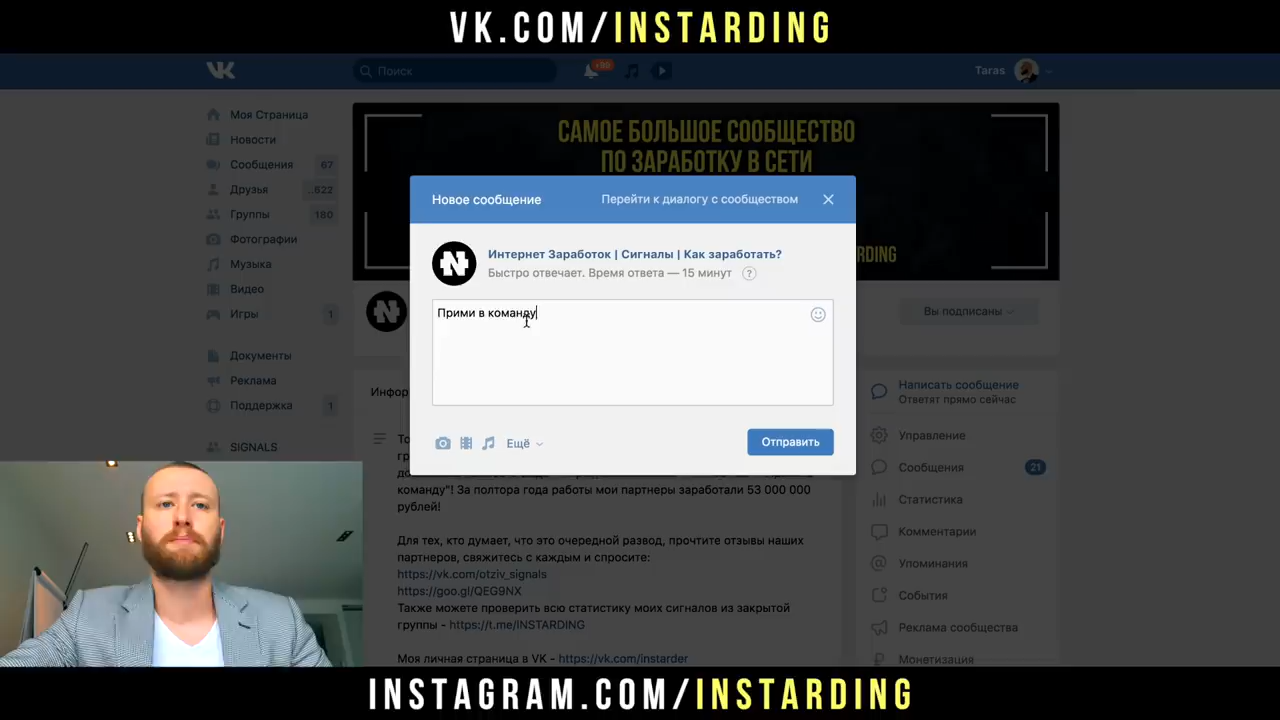 VK.COM/INSTARDING
Поиск
Taras
Моя Страница
Новости
Сообщения 67
Друзья ..622
Группы 180
Фотографии
Музыка
Видео
Игры 1
Документы
Реклама
Поддержка 1
SIGNALS
САМОЕ БОЛЬШОЕ СООБЩЕСТВО
ПО ЗАРАБОТКУ В СЕТИ
Новое сообщение
Перейти к диалогу с сообществом
Интернет Заработок | Сигналы | Как заработать?
Быстро отвечает. Время ответа — 15 минут ?
Прими в команду
Ещё
Отправить
Вы подписаны
Написать сообщение
Ответят прямо сейчас
Управление
Сообщения 21
Статистика
Комментарии
Упоминания
События
Реклама сообщества
Монетизация
команду"! За полтора года работы мои партнеры заработали 53 000 000
рублей!
Для тех, кто думает, что это очередной развод, прочтите отзывы наших
партнеров, свяжитесь с каждым и спросите:
https://vk.com/otziv_signals
https://goo.gl/QEG9NX
Также можете проверить всю статистику моих сигналов из закрытой
группы - https://t.me/INSTARDING
Моя личная страница в VK - https://vk.com/instarder
INSTAGRAM.COM/INSTARDING